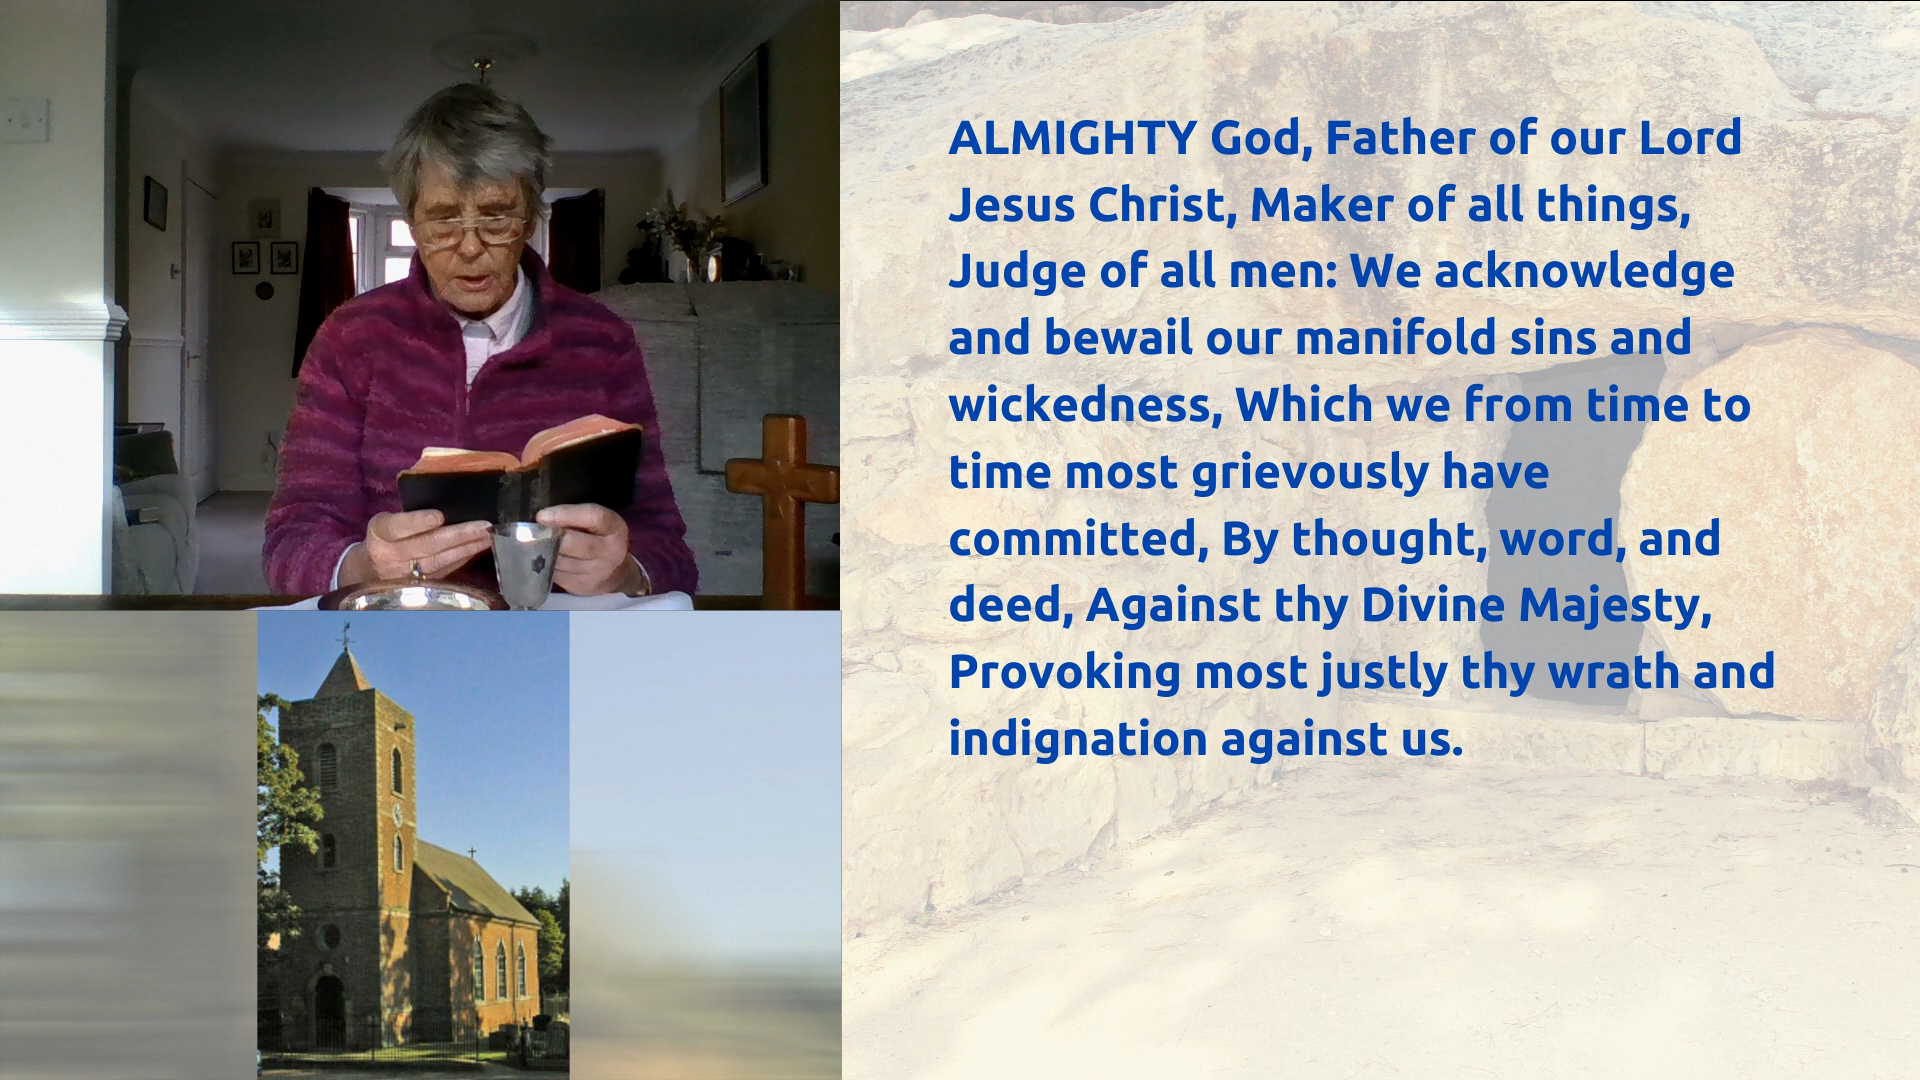 ALMIGHTY God, Father of our Lord
Jesus Christ, Maker of all things,
Judge of all men: We acknowledge
and bewail our manifold sins and
wickedness, Which we from time to
time most grievously have
committed, By thought, word, and
deed, Against thy Divine Majesty,
Provoking most justly thy wrath and
indignation against us.